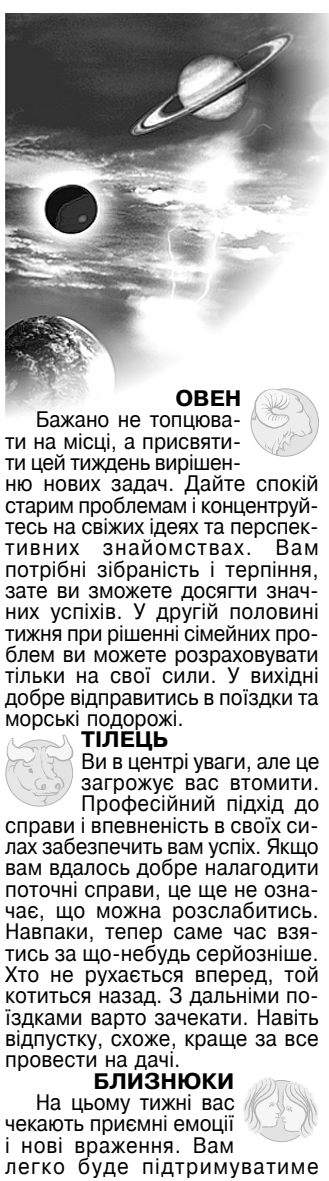 ОВЕН
Бажано не топцюва-
ти на місці, а присвяти-
ти цей тиждень вирішен-
ню нових задач. Дайте спокій
старим проблемам і концентруй-
тесь на свіжих ідеях та перспек-
тивних знайомствах. Вам
потрібні зібраність і терпіння,
зате ви зможете досягти знач-
них успіхів. У другій половині
тижня при рішенні сімейних про-
блем ви можете розраховувати
тільки на свої сили. У вихідні
добре відправитись в поїздки та
морські подорожі.
ТІЛЕЦЬ
Ви в центрі уваги, але це
загрожує вас втомити.
Професійний підхід до
справи і впевненість в своїх си-
лах забезпечить вам успіх. Якщо
вам вдалось добре налагодити
поточні справи, це ще не озна-
чає, що можна розслабитись.
Навпаки, тепер саме час взя-
тись за що-небудь серйозніше.
Хто не рухається вперед, той
котиться назад. З дальніми по-
їздками варто зачекати. Навіть
відпустку, схоже, краще за все
провести на дачі.
БЛИЗНЮКИ
На цьому тижні вас
чекають приємні емоції
і нові враження. Вам
легко буде підтримуватиме